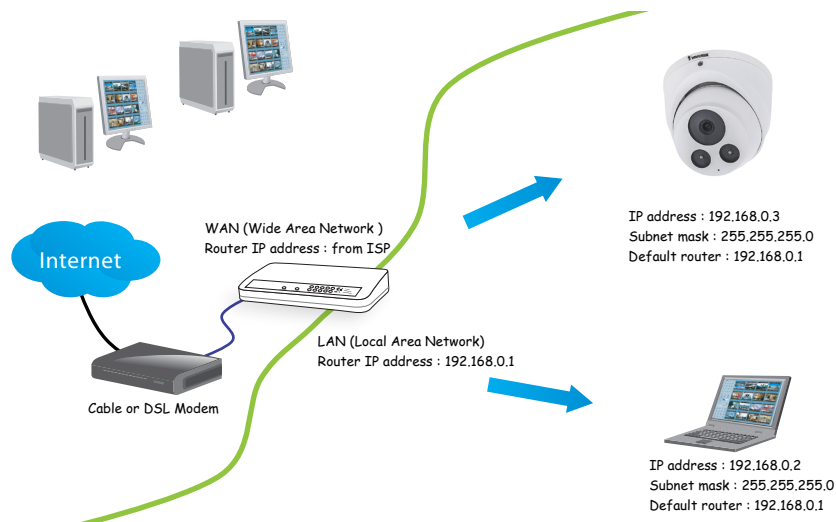 WAN (Wide Area Network )
Router IP address : from ISP
Internet
LAN (Local Area Network)
Router IP address : 192.168.0.1
Cable or DSL Modem
IP address : 192.168.0.3
Subnet mask : 255.255.255.0
Default router : 192.168.0.1
IP address : 192.168.0.2
Subnet mask : 255.255.255.0
Default router : 192.168.0.1